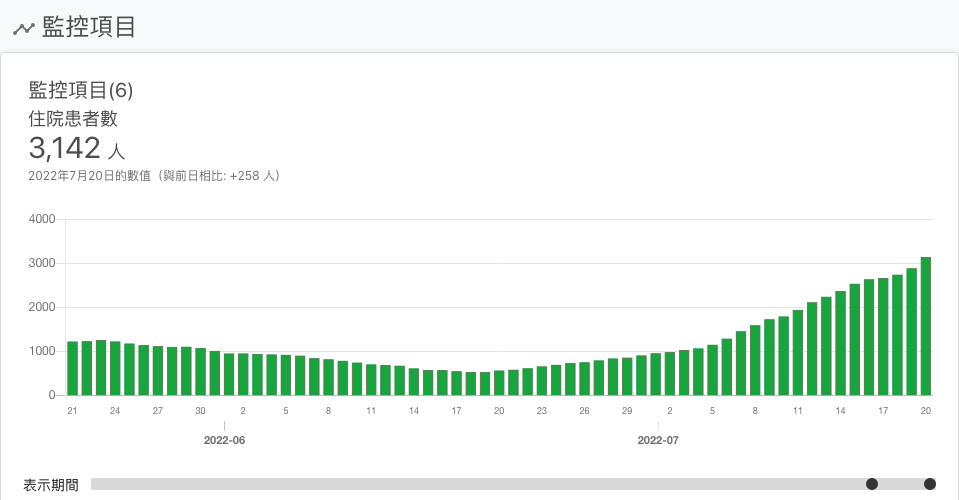 監控項目
監控項目(6)
住院患者數
3,142 人
2022年7月20日的數值（與前日相比: +258 人）
4000
3000
2000
1000
0
21 24 27 30 2 5 8 11 14 17 20 23 26 29 2 5 8 11 14 17 20
2022-06 2022-07
表示期間